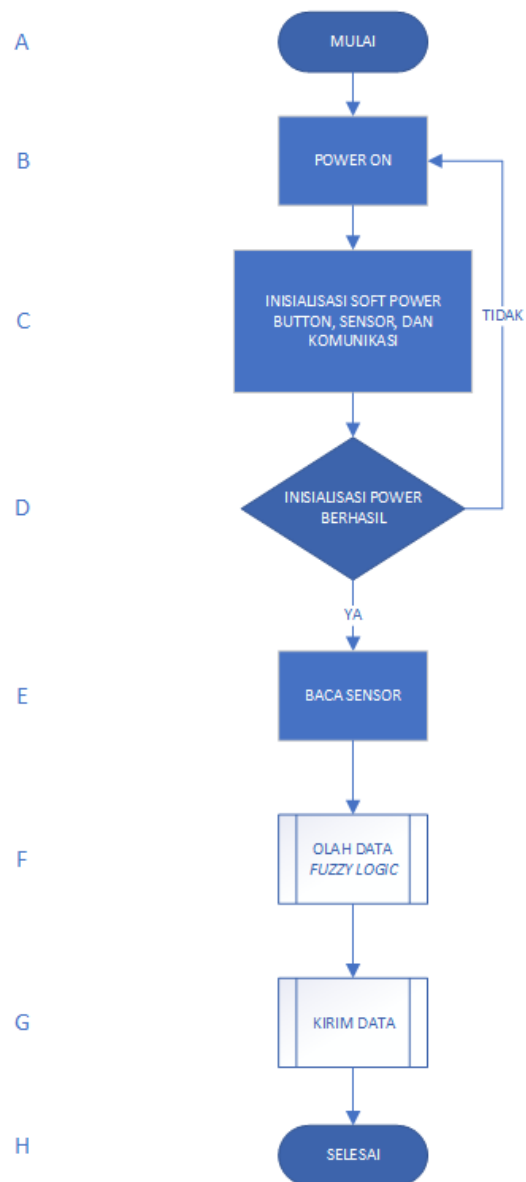 A
MULAI
B
POWER ON
C
INISIALISASI SOFT POWER
BUTTON, SENSOR, DAN
KOMUNIKASI
TIDAK
D
INISIALISASI POWER
BERHASIL
YA
E
BACA SENSOR
F
OLAH DATA
FUZZY LOGIC
G
KIRIM DATA
H
SELESAI